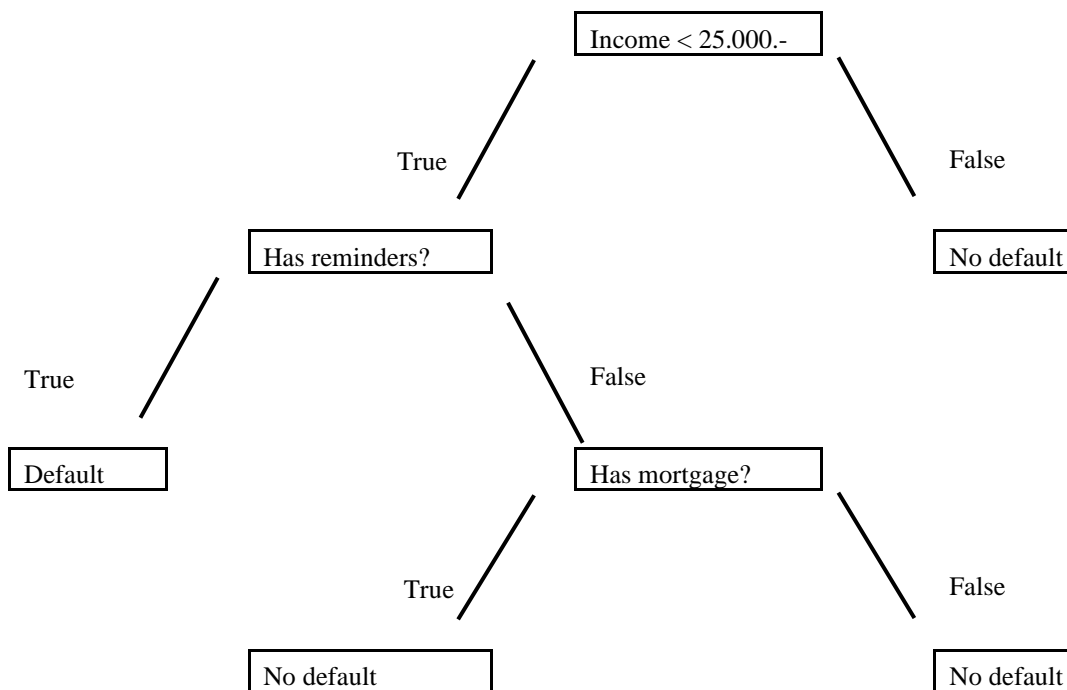 Income < 25.000.-
True
False
Has reminders?
No default
True
False
Default
Has mortgage?
True
False
No default
No default